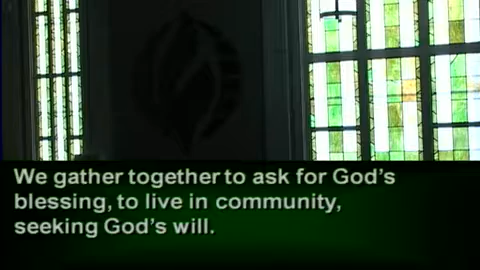 We gather together to ask for God's
blessing, to live in community,
seeking God's will.